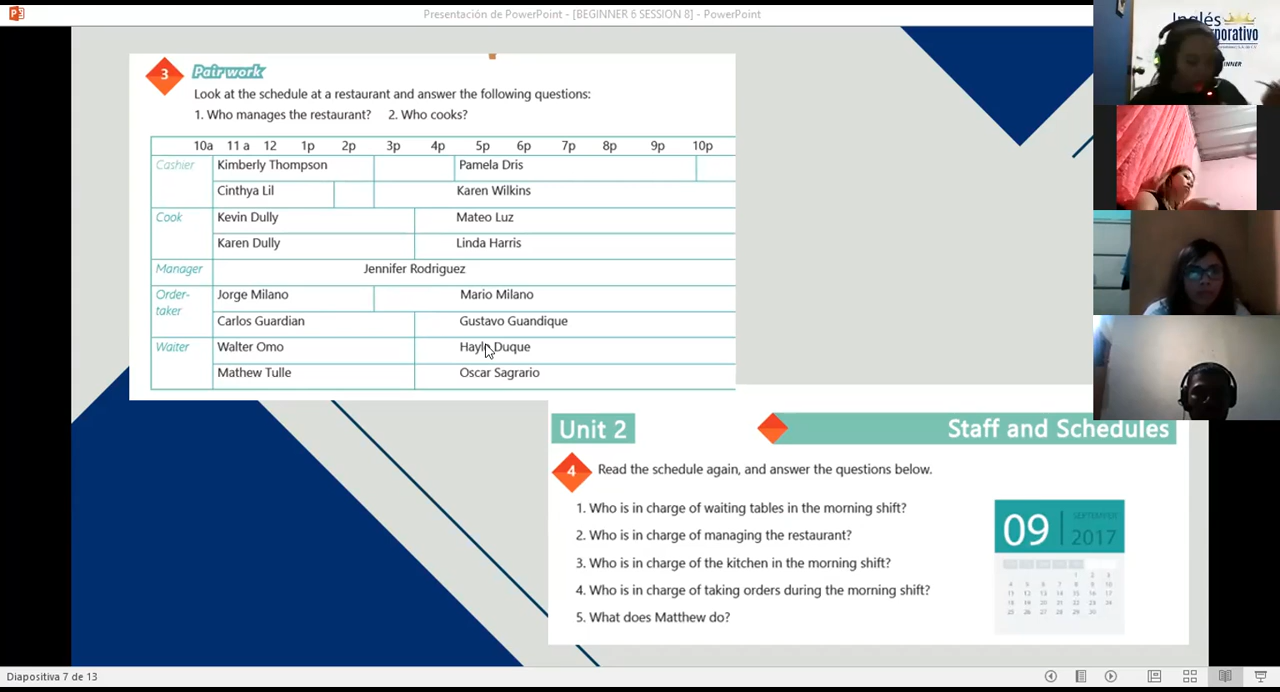 Presentación de PowerPoint - [BEGINNER 6 SESSION 8] - PowerPoint
Inglés
porativo
NNER
3 Pair work
Look at the schedule at a restaurant and answer the following questions:
1. Who manages the restaurant? 2. Who cooks?
10a 11 a 12 1p 2p 3p 4p 5p 6p 7p 8p 9p 10p
Cashier Kimberly Thompson Pamela Dris
Cinthya Lil Karen Wilkins
Cook Kevin Dully Mateo Luz
Karen Dully Linda Harris
Manager Jennifer Rodriguez
Order- Jorge Milano Mario Milano
taker
Carlos Guardian Gustavo Guandique
Waiter Walter Omo Duque
Mathew Tulle Oscar Sagrario
Unit 2 Staff and Schedules
4 Read the schedule again, and answer the questions below.
1. Who is in charge of waiting tables in the morning shift?
2. Who is in charge of managing the restaurant?
3. Who is in charge of the kitchen in the morning shift?
4. Who is in charge of taking orders during the morning shift?
5. What does Matthew do?
09 SEPTEMBER
2017
Diapositiva 7 de 13